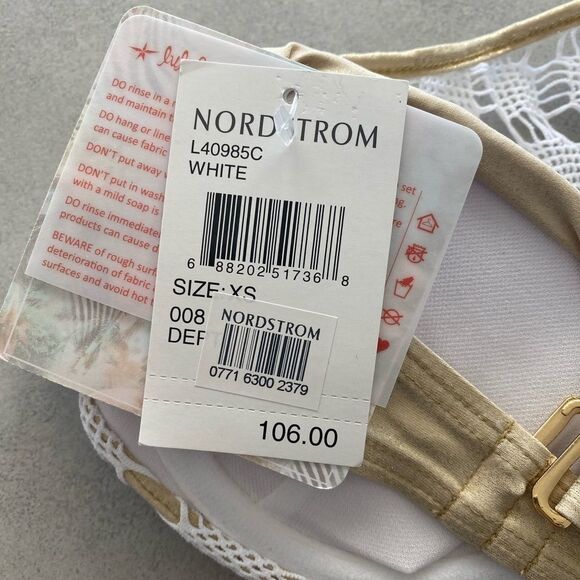 DO rinse in a
and maintain
DO hang or line
can cause fabric
DON'T put away
DON'T put in wash
with a mild soap is
DO rinse immediate
products can cause d
BEWARE of rough surf
deterioration of fabric
surfaces and avoid hot
set
NORDSTROM
L40985C
WHITE
6 88202 51736 8
SIZE: XS
008
DEPT
NORDSTROM
0771 6300 2379
106.00